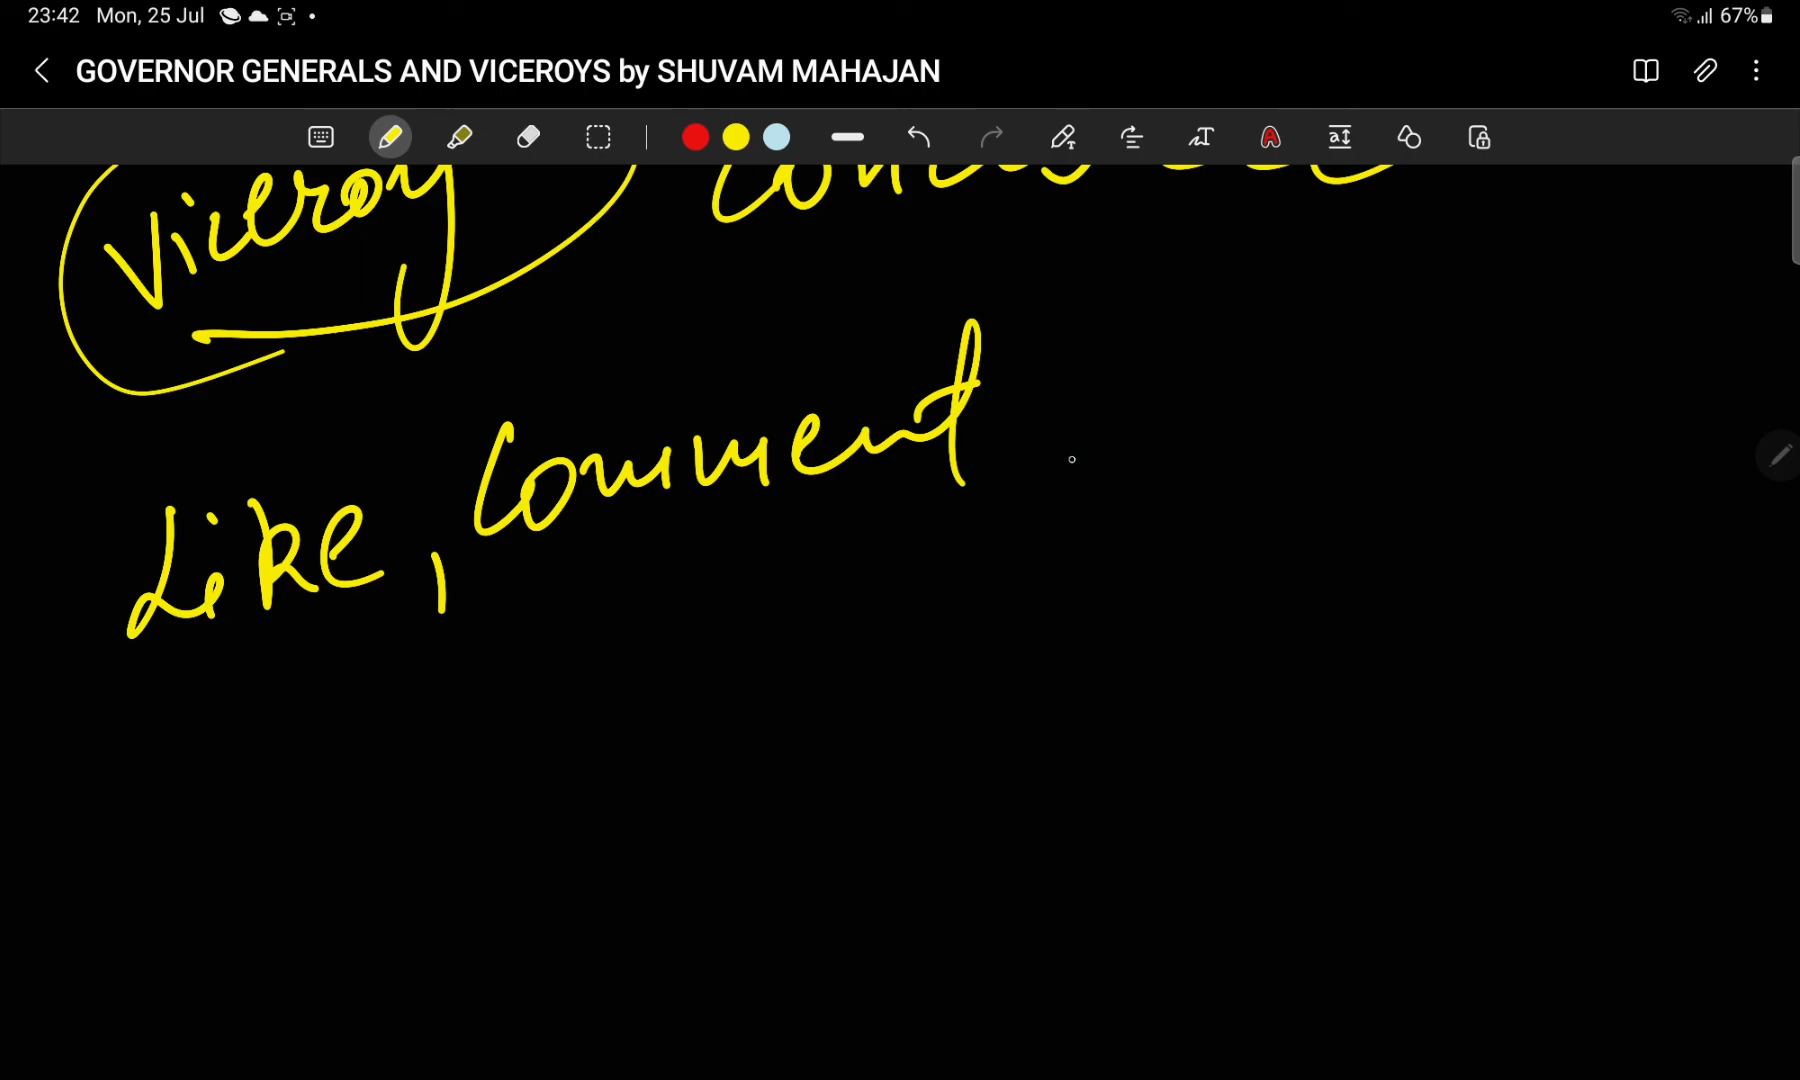 23:42 Mon, 25 Jul 67%
GOVERNOR GENERALS AND VICEROYS by SHUVAM MAHAJAN
Viceroy
Like, Comment